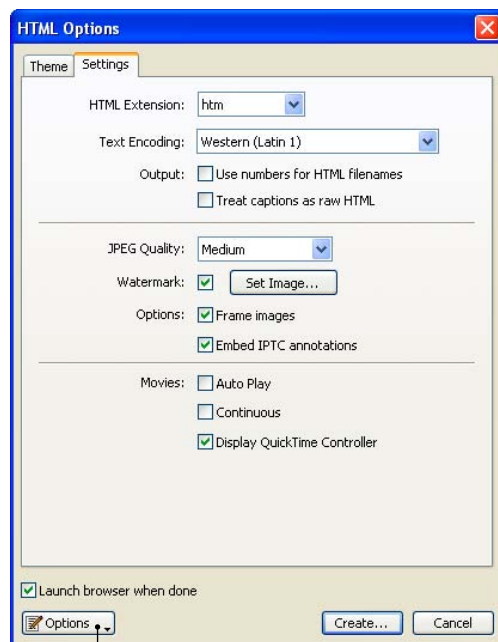 HTML Options
Theme Settings
HTML Extension: htm
Text Encoding: Western (Latin 1)
Output: Use numbers for HTML filenames
Treat captions as raw HTML
JPEG Quality: Medium
Watermark: Set Image...
Options: Frame images
Embed IPTC annotations
Movies: Auto Play
Continuous
Display QuickTime Controller
Launch browser when done
Options Create... Cancel